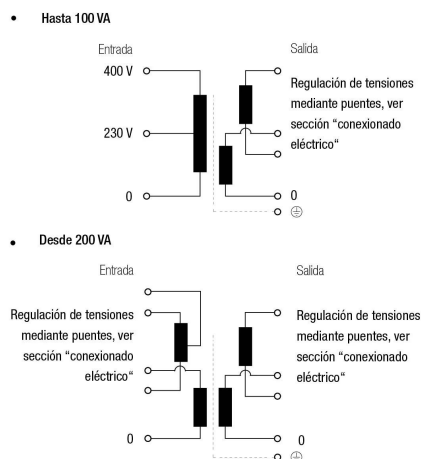 • Hasta 100 VA
Entrada
Salida
400 V
230 V
0
Regulación de tensiones
mediante puentes, ver
sección “conexionado
eléctrico“
0
• Desde 200 VA
Entrada
Salida
Regulación de tensiones
mediante puentes, ver
sección “conexionado
eléctrico“
0
Regulación de tensiones
mediante puentes, ver
sección “conexionado
eléctrico“
0